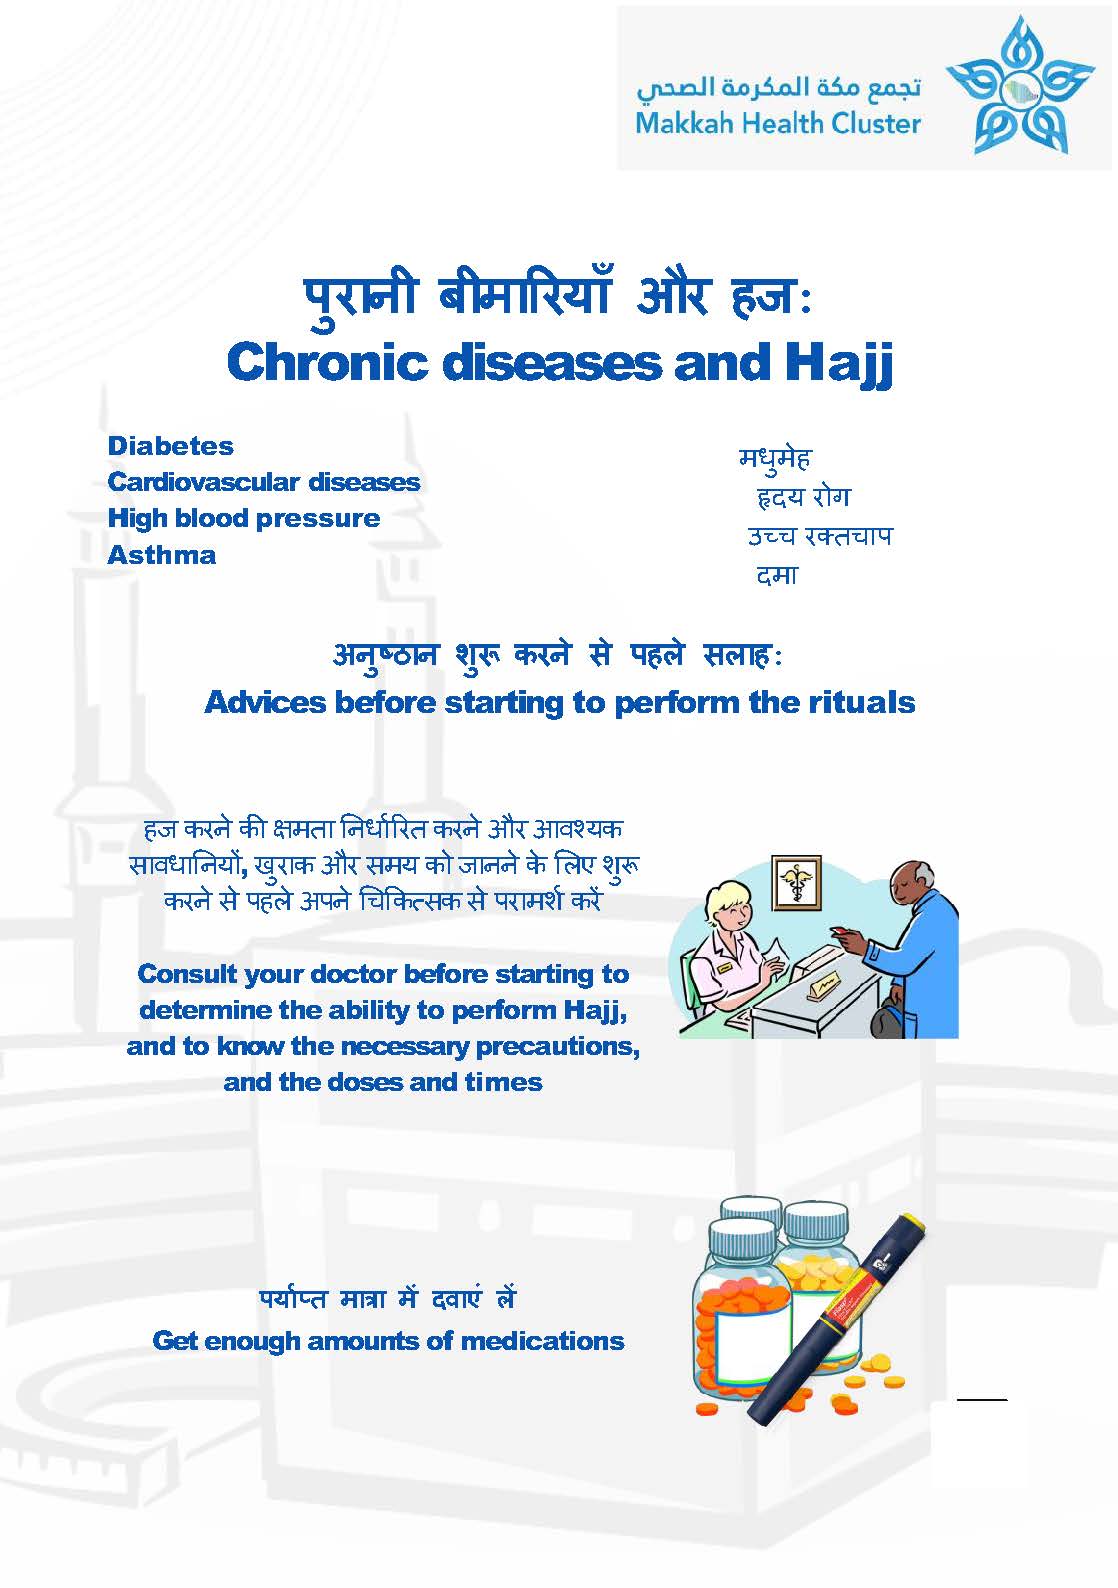 تجمع مكة المكرمة الصحي
Makkah Health Cluster
पुरानी बीमारियाँ और हज:
Chronic diseases and Hajj
Diabetes
Cardiovascular diseases
High blood pressure
Asthma
मधुमेह
हृदय रोग
उच्च रक्तचाप
दमा
अनुष्ठान शुरू करने से पहले सलाह:
Advices before starting to perform the rituals
हज करने की क्षमता निर्धारित करने और आवश्यक
सावधानियों, खुराक और समय को जानने के लिए शुरू
करने से पहले अपने चिकित्सक से परामर्श करें
Consult your doctor before starting to
determine the ability to perform Hajj,
and to know the necessary precautions,
and the doses and times
पर्याप्त मात्रा में दवाएं लें
Get enough amounts of medications